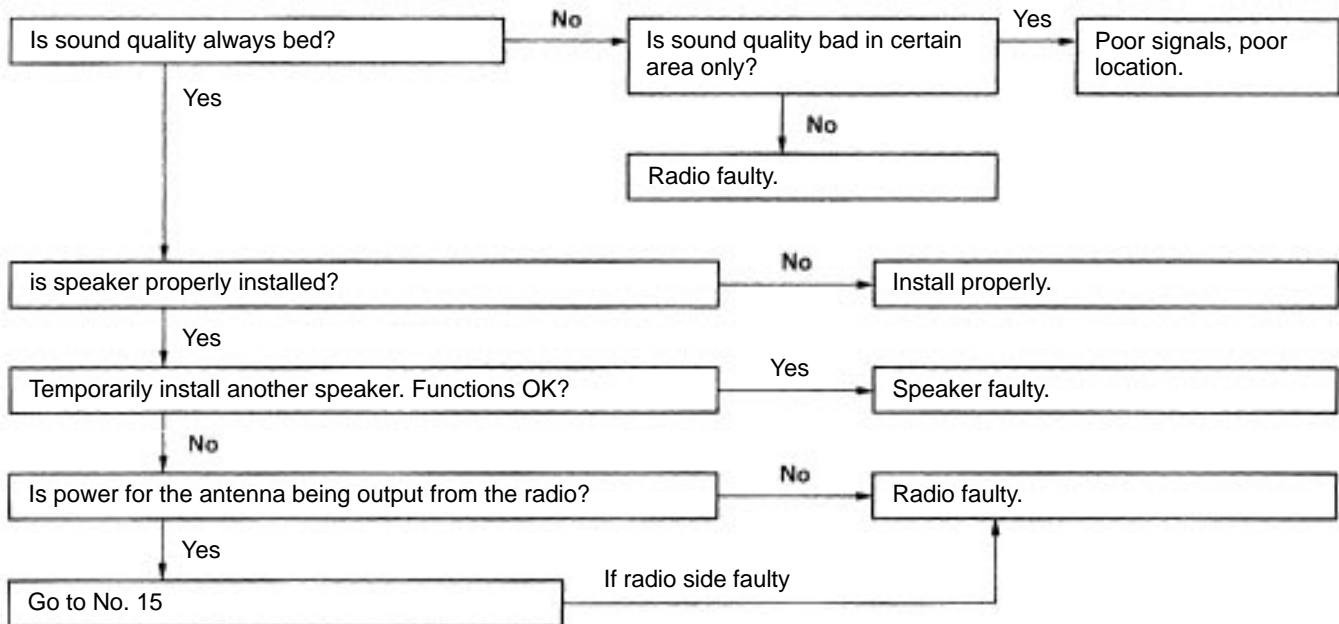 Is sound quality always bed?
No
Is sound quality bad in certain
area only?
Yes
Poor signals, poor
location.
Yes
No
Radio faulty.
is speaker properly installed?
No
Install properly.
Yes
Temporarily install another speaker. Functions OK?
Yes
Speaker faulty.
No
Is power for the antenna being output from the radio?
No
Radio faulty.
Yes
If radio side faulty
Go to No. 15